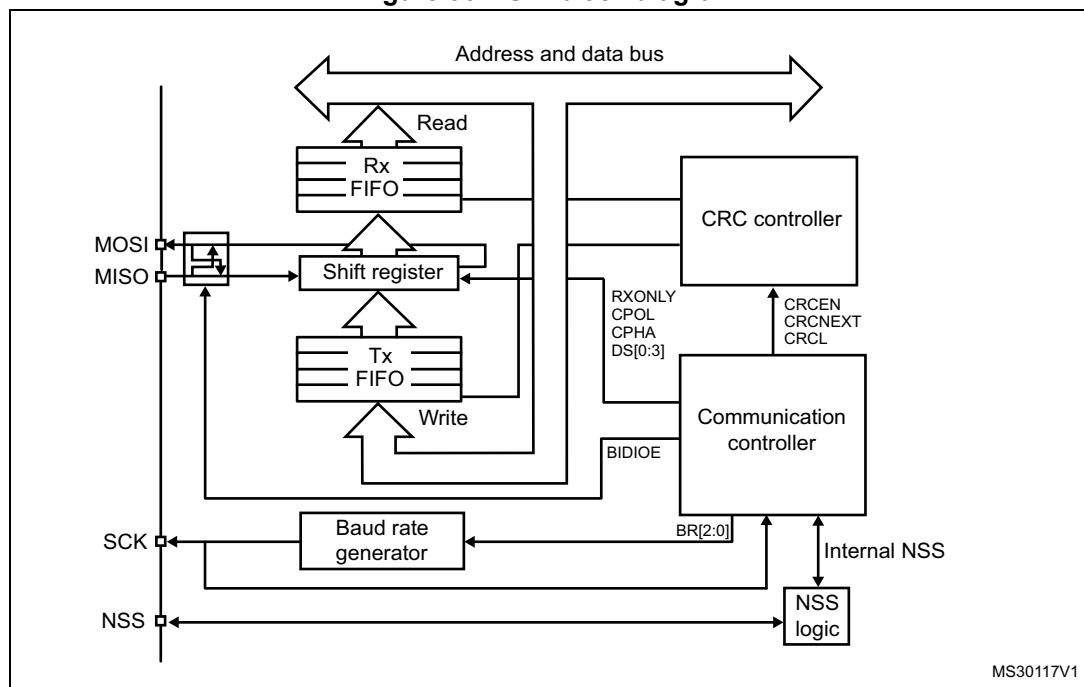 Address and data bus
Read
Rx
FIFO
CRC controller
MOSI
MISO
Shift register
RXONLY
CPOL
CPHA
DS[0:3]
CRCEN
CRCNEXT
CRCL
Tx
FIFO
Write
Communication
controller
BIDIOE
SCK
Baud rate
generator
BR[2:0]
Internal NSS
NSS
NSS
logic
MS30117V1